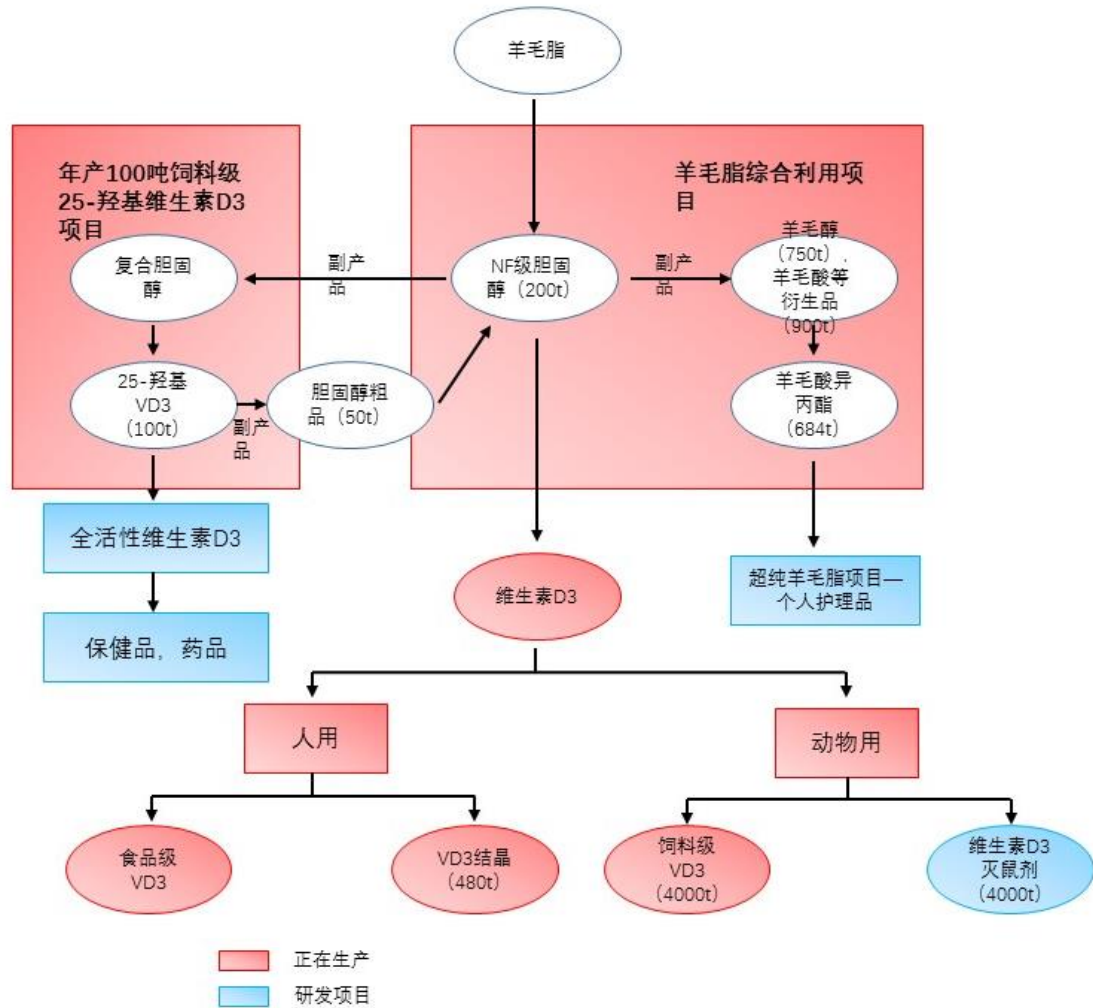 羊毛脂
年产100吨饲料级
25-羟基维生素D3
项目
羊毛脂综合利用项
目
复合胆固
醇
副产
品
NF级胆固
醇（200t）
副产
品
羊毛醇
（750t）、
羊毛酸等
衍生品
（900t）
25-羟基
VD3
（100t）
副产
品
胆固醇粗
品（50t）
羊毛酸异
丙酯
（684t）
全活性维生素D3
保健品，药品
维生素D3
超纯羊毛脂项目—
个人护理品
人用
动物用
食品级
VD3
VD3结晶
（480t）
饲料级
VD3
（4000t）
维生素D3
灭鼠剂
（4000t）
正在生产
研发项目